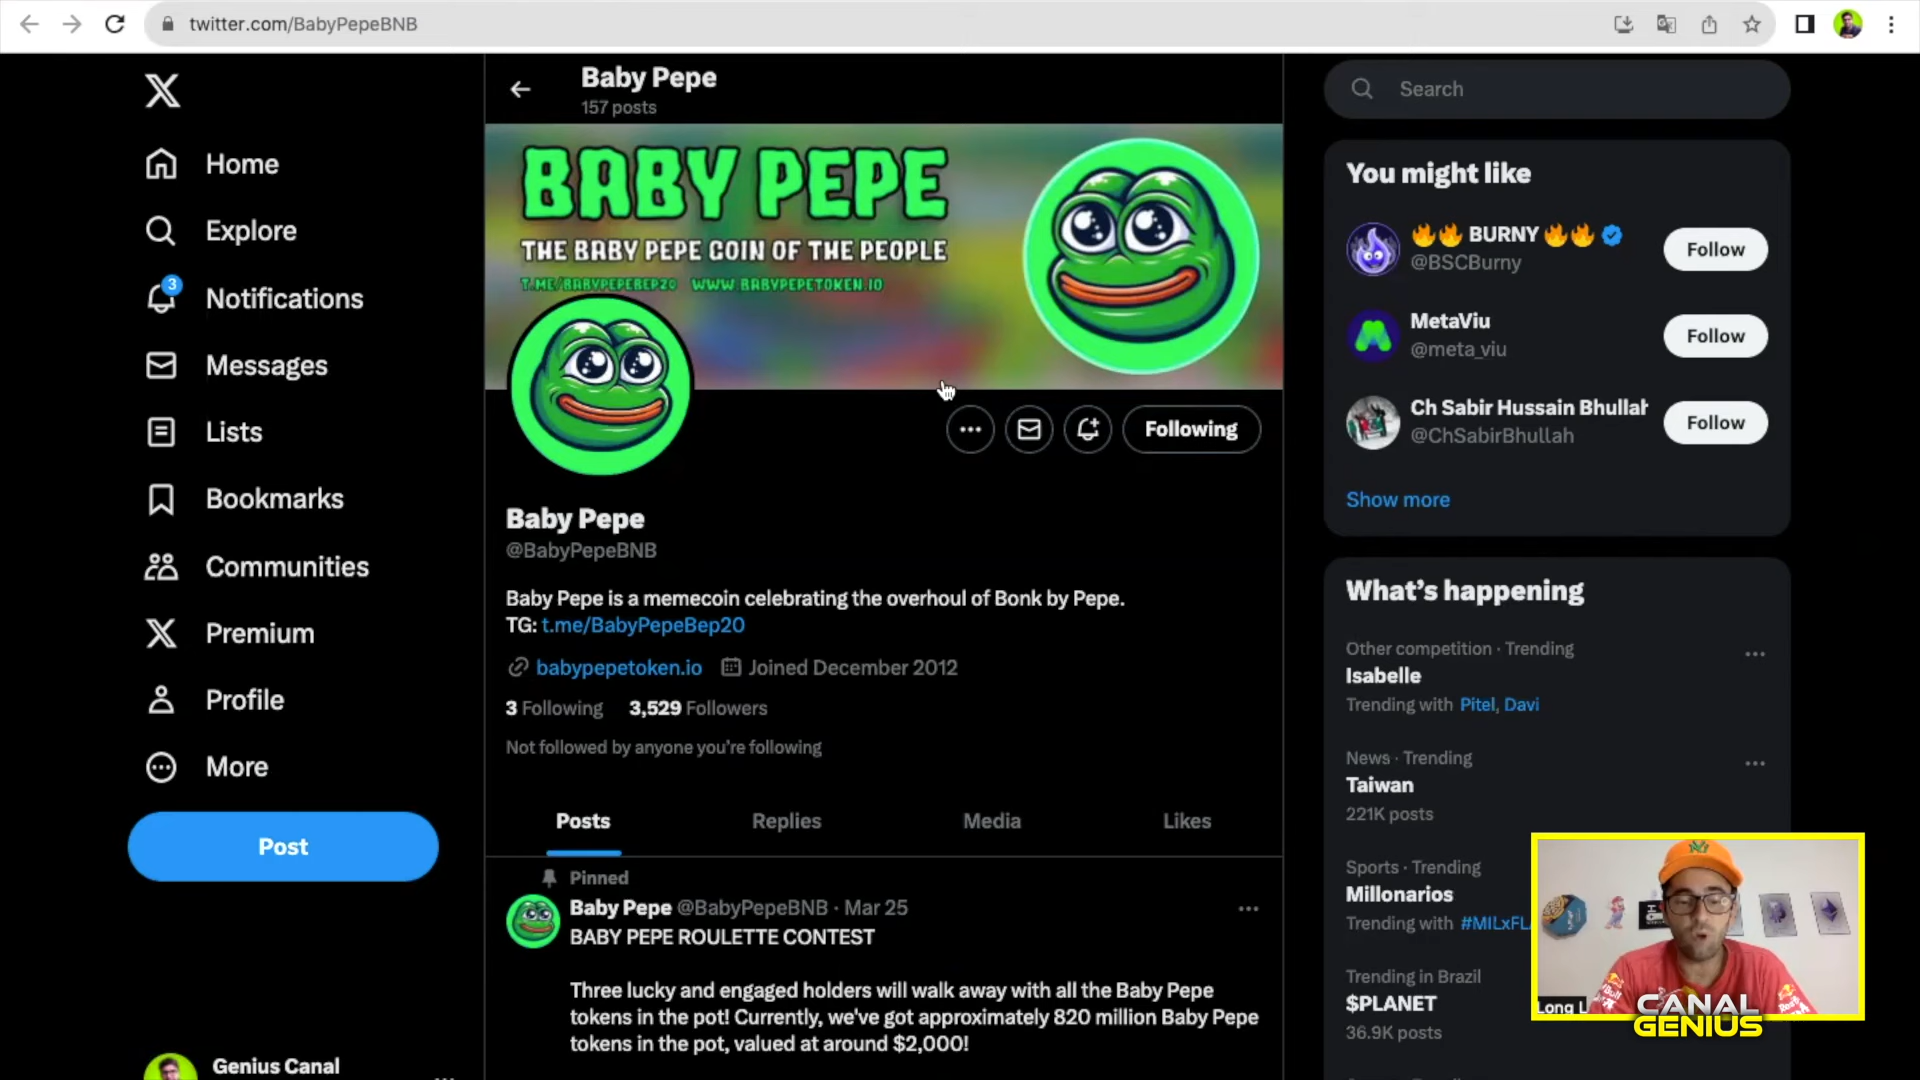 twitter.com/BabyPepeBNB
Home
Explore
3
Notifications
Messages
Lists
Bookmarks
Communities
Premium
Profile
More
Post
Genius Canal
Baby Pepe
157 posts
BABY PEPE
THE BABY PEPE COIN OF THE PEOPLE
T.ME/BABYPEPEBEP20 WWW.BABYPEPETOKEN.IO
Following
Baby Pepe
@BabyPepeBNB
Baby Pepe is a memecoin celebrating the overhoul of Bonk by Pepe.
TG: t.me/BabyPepeBep20
babypepetoken.io Joined December 2012
3 Following 3,529 Followers
Not followed by anyone you're following
Posts Replies Media Likes
Pinned
Baby Pepe @BabyPepeBNB · Mar 25
BABY PEPE ROULETTE CONTEST
Three lucky and engaged holders will walk away with all the Baby Pepe
tokens in the pot! Currently, we've got approximately 820 million Baby Pepe
tokens in the pot, valued at around $2,000!
Search
You might like
🔥🔥 BURNY 🔥🔥
@BSCBurny
Follow
MetaViu
@meta_viu
Follow
Ch Sabir Hussain Bhullah
@ChSabirBhullah
Follow
Show more
What's happening
Other competition · Trending
Isabelle
Trending with Pitel, Davi
News · Trending
Taiwan
221K posts
Sports · Trending
Millonarios
Trending with #MILxFL
Trending in Brazil
$PLANET
36.9K posts
Long L
CANAL
GENIUS